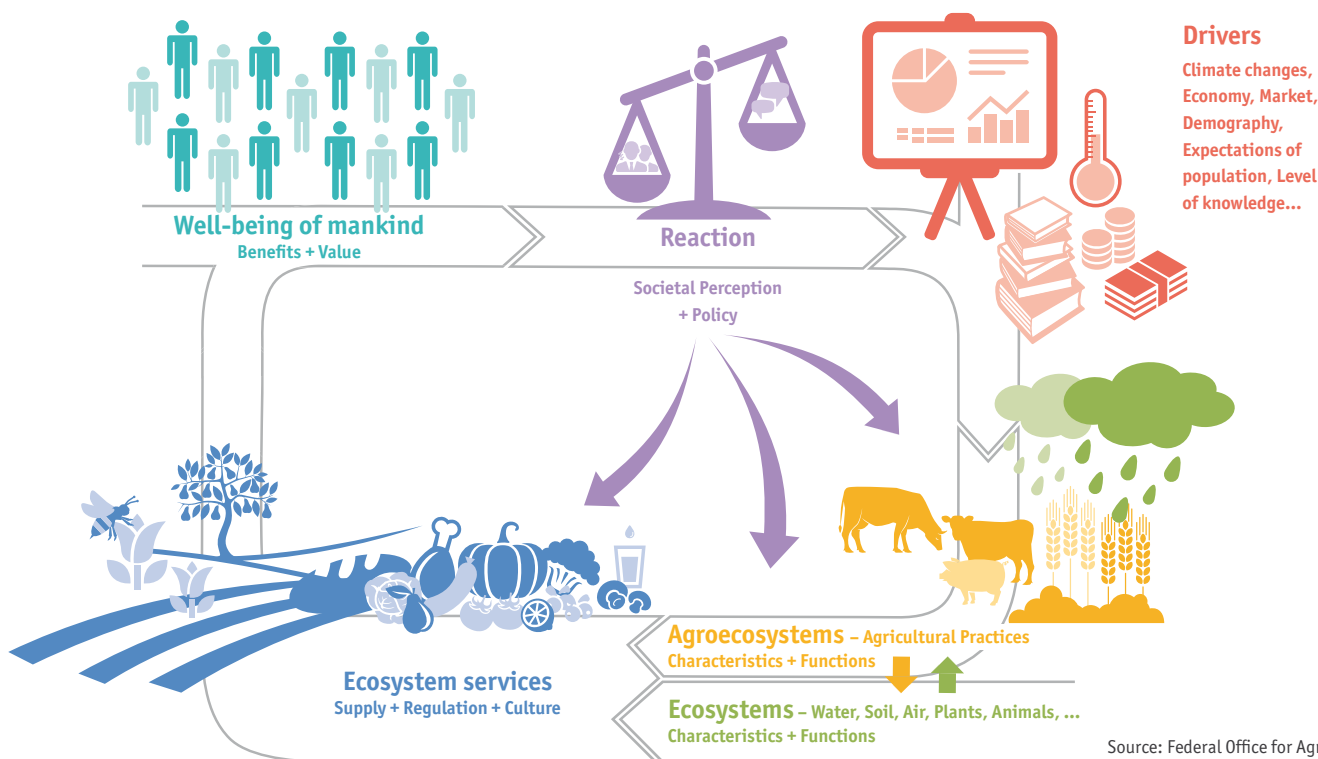 Drivers
Climate changes,
Economy, Market,
Demography,
Expectations of
population, Level
of knowledge...
Well-being of mankind
Benefits + Value
Reaction
Societal Perception
+ Policy
Agroecosystems – Agricultural Practices
Characteristics + Functions
Ecosystem services
Supply + Regulation + Culture
Ecosystems – Water, Soil, Air, Plants, Animals, ...
Characteristics + Functions
Source: Federal Office for Agr